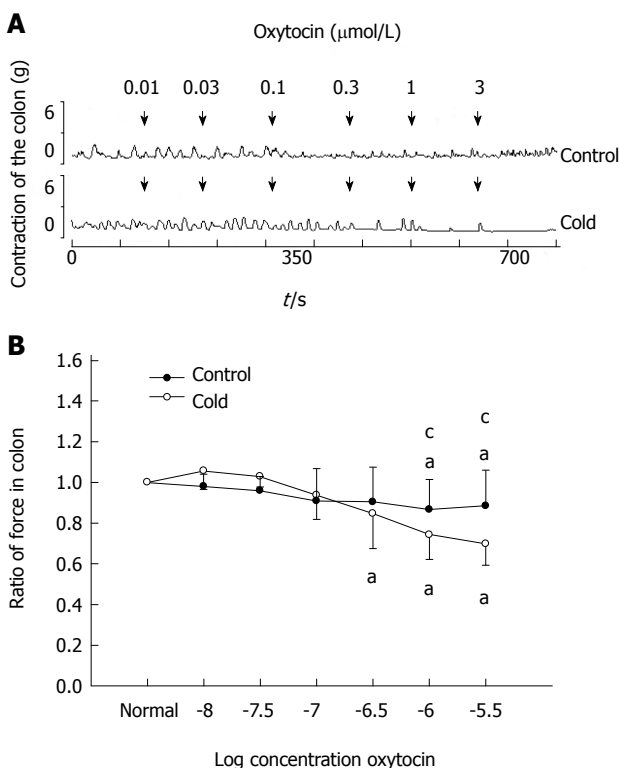 A
Oxytocin (μmol/L)
0.01 0.03 0.1 0.3 1 3
Contraction of the colon (g)
6
0
Control
6
0
Cold
0 350 700
t/s
B
1.6
1.4
1.2
1.0
0.8
0.6
0.4
0.2
0.0
Ratio of force in colon
Control
Cold
c c
a a
a a a
Normal -8 -7.5 -7 -6.5 -6 -5.5
Log concentration oxytocin